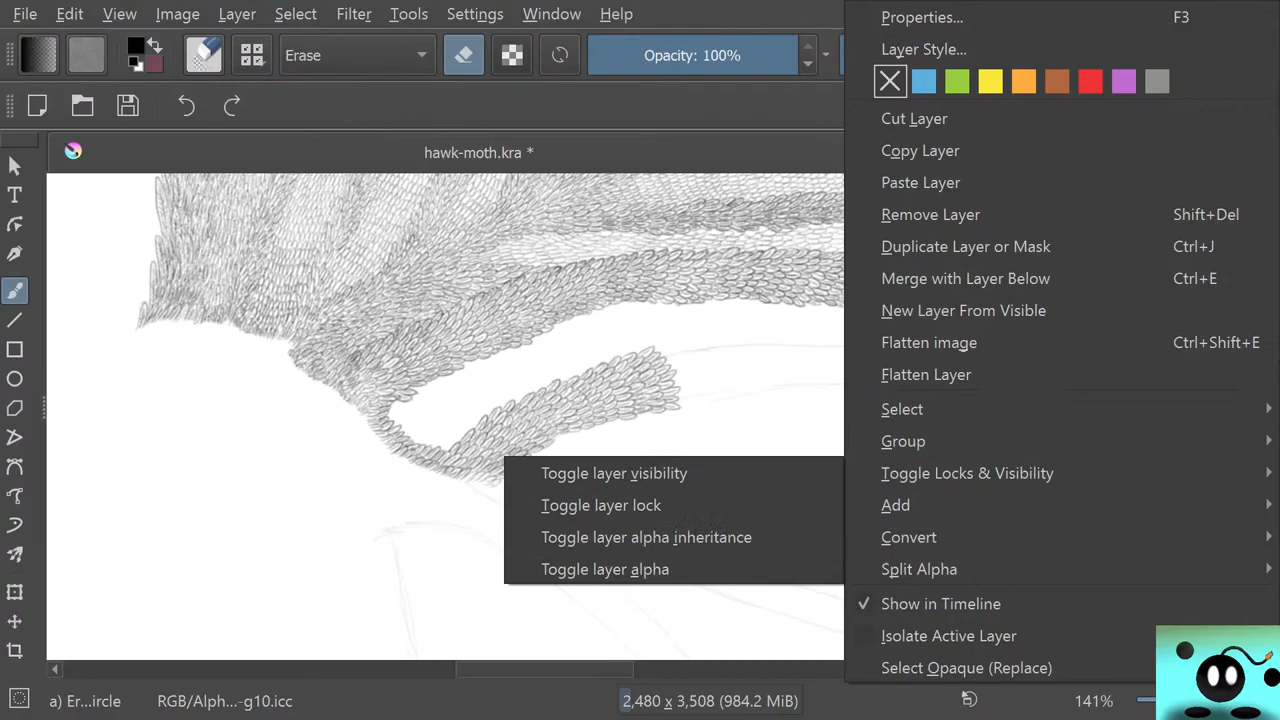 File Edit View Image Layer Select Filter Tools Settings Window Help
Erase
Opacity: 100%
hawk-moth.kra *
Properties... F3
Layer Style...
Cut Layer
Copy Layer
Paste Layer
Remove Layer Shift+Del
Duplicate Layer or Mask Ctrl+J
Merge with Layer Below Ctrl+E
New Layer From Visible
Flatten image Ctrl+Shift+E
Flatten Layer
Select
Group
Toggle Locks & Visibility
Add
Convert
Split Alpha
Show in Timeline
Isolate Active Layer
Select Opaque (Replace)
Toggle layer visibility
Toggle layer lock
Toggle layer alpha inheritance
Toggle layer alpha
a) Er...ircle RGB/Alph...-g10.icc 2,480 x 3,508 (984.2 MiB) 141%